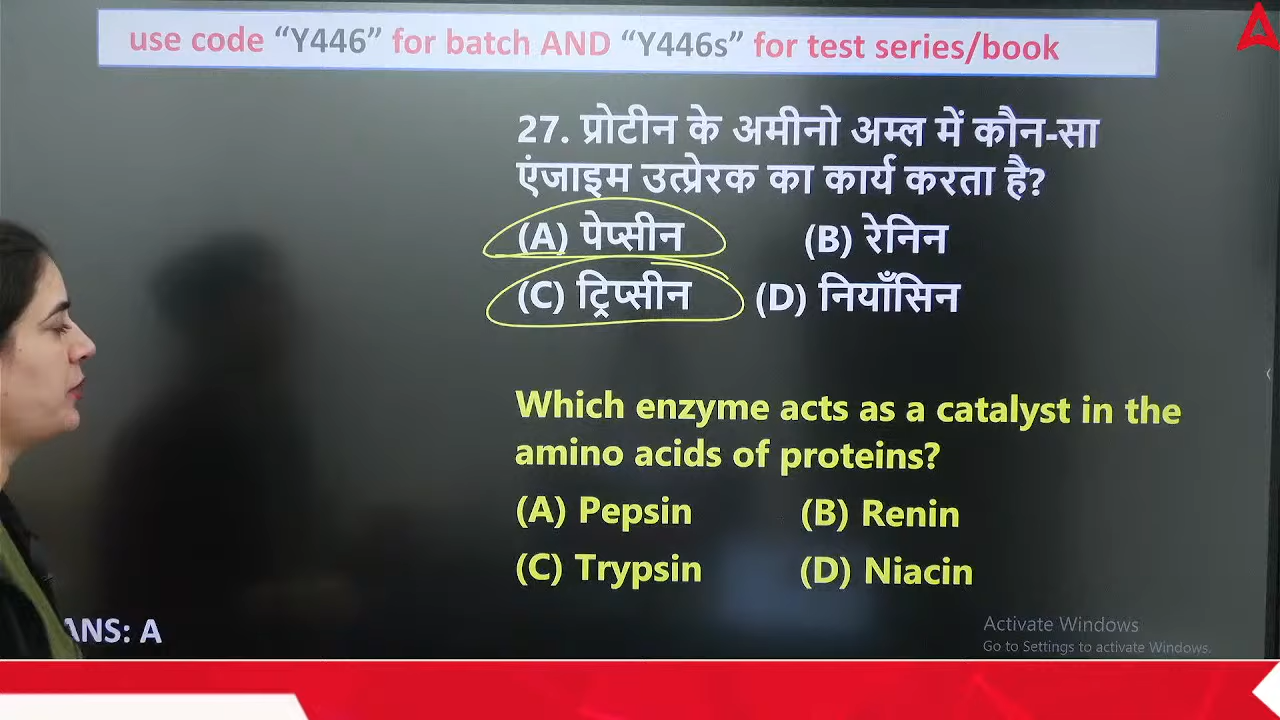 use code “Y446” for batch AND “Y446s” for test series/book
27. प्रोटीन के अमीनो अम्ल में कौन-सा
एंजाइम उत्प्रेरक का कार्य करता है?
(A) पेप्सीन (B) रेनिन
(C) ट्रिप्सीन (D) नियाँसिन
Which enzyme acts as a catalyst in the
amino acids of proteins?
(A) Pepsin (B) Renin
(C) Trypsin (D) Niacin
ANS: A
Activate Windows
Go to Settings to activate Windows.